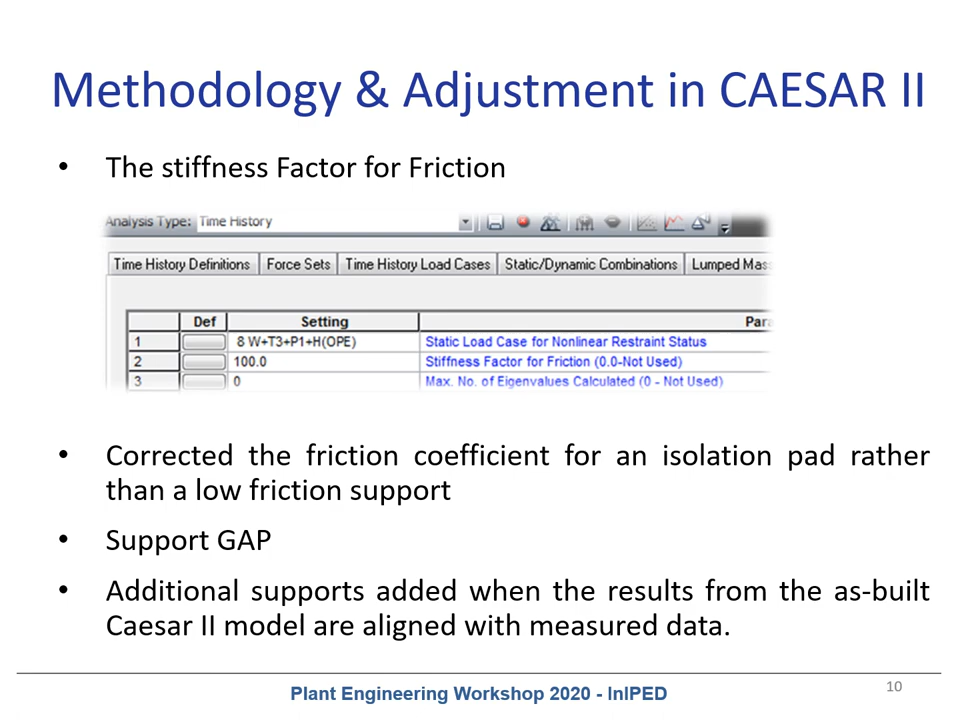 Methodology & Adjustment in CAESAR II
• The stiffness Factor for Friction
Analysis Type: Time History
Time History Definitions Force Sets Time History Load Cases Static/Dynamic Combinations Lumped Mas
Def Setting Para
1 8 W+T3+P1+H(OPE) Static Load Case for Nonlinear Restraint Status
2 100.0 Stiffness Factor for Friction (0.0-Not Used)
3 0 Max. No. of Eigenvalues Calculated (0 - Not Used)
• Corrected the friction coefficient for an isolation pad rather
than a low friction support
• Support GAP
• Additional supports added when the results from the as-built
Caesar II model are aligned with measured data.
Plant Engineering Workshop 2020 - InIPED
10